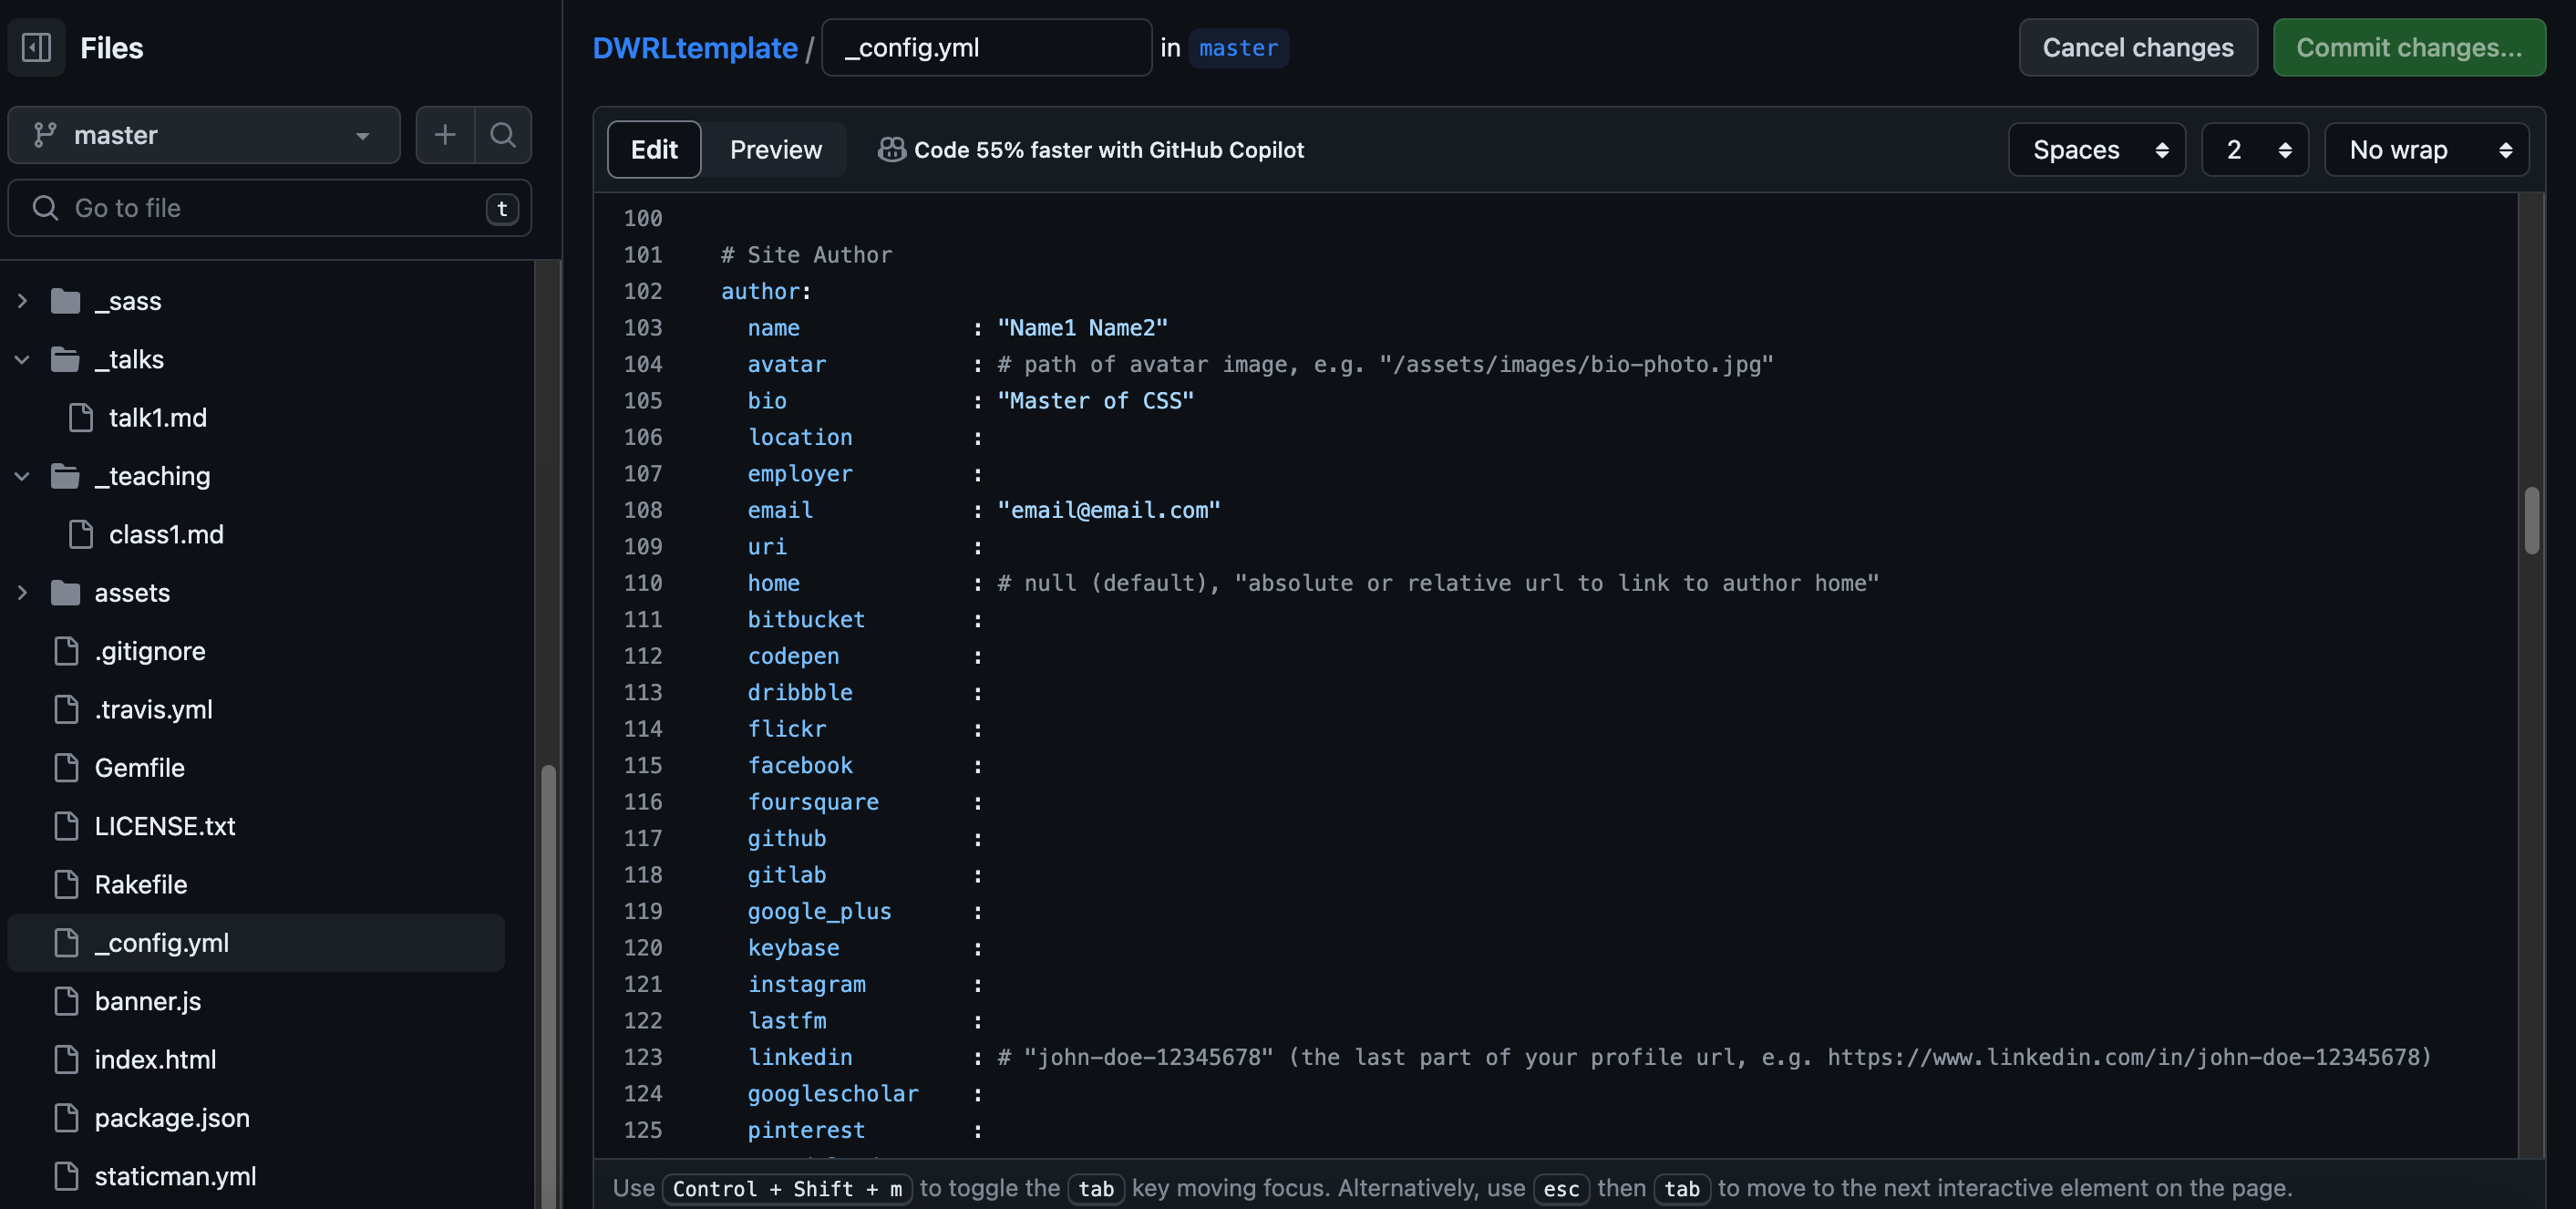 Files
master
Go to file t
_sass
_talks
talk1.md
_teaching
class1.md
assets
.gitignore
.travis.yml
Gemfile
LICENSE.txt
Rakefile
_config.yml
banner.js
index.html
package.json
staticman.yml
DWRLtemplate / _config.yml in master
Cancel changes
Commit changes...
Edit Preview Code 55% faster with GitHub Copilot
Spaces 2 No wrap
100
101 # Site Author
102 author:
103 name : "Name1 Name2"
104 avatar : # path of avatar image, e.g. "/assets/images/bio-photo.jpg"
105 bio : "Master of CSS"
106 location :
107 employer :
108 email : "email@email.com"
109 uri :
110 home : # null (default), "absolute or relative url to link to author home"
111 bitbucket :
112 codepen :
113 dribbble :
114 flickr :
115 facebook :
116 foursquare :
117 github :
118 gitlab :
119 google_plus :
120 keybase :
121 instagram :
122 lastfm :
123 linkedin : # "john-doe-12345678" (the last part of your profile url, e.g. https://www.linkedin.com/in/john-doe-12345678)
124 googlescholar :
125 pinterest :
Use Control + Shift + m to toggle the tab key moving focus. Alternatively, use esc then tab to move to the next interactive element on the page.